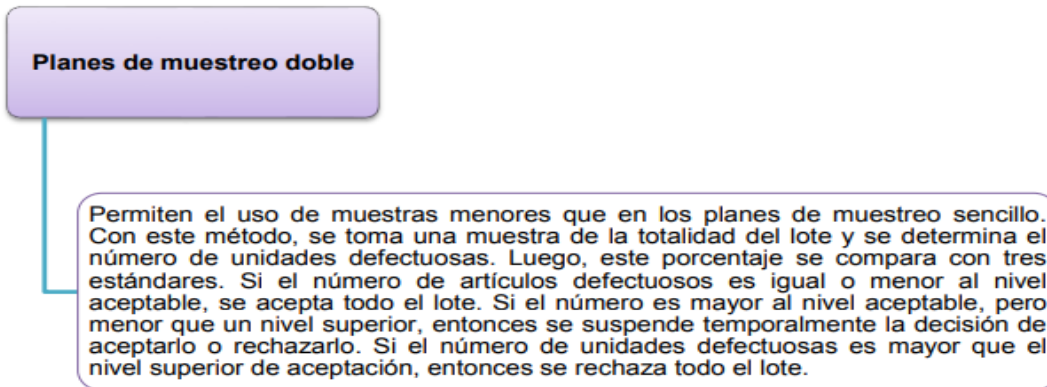 Planes de muestreo doble
Permiten el uso de muestras menores que en los planes de muestreo sencillo.
Con este método, se toma una muestra de la totalidad del lote y se determina el
número de unidades defectuosas. Luego, este porcentaje se compara con tres
estándares. Si el número de artículos defectuosos es igual o menor al nivel
aceptable, se acepta todo el lote. Si el número es mayor al nivel aceptable, pero
menor que un nivel superior, entonces se suspende temporalmente la decisión de
aceptarlo o rechazarlo. Si el número de unidades defectuosas es mayor que el
nivel superior de aceptación, entonces se rechaza todo el lote.